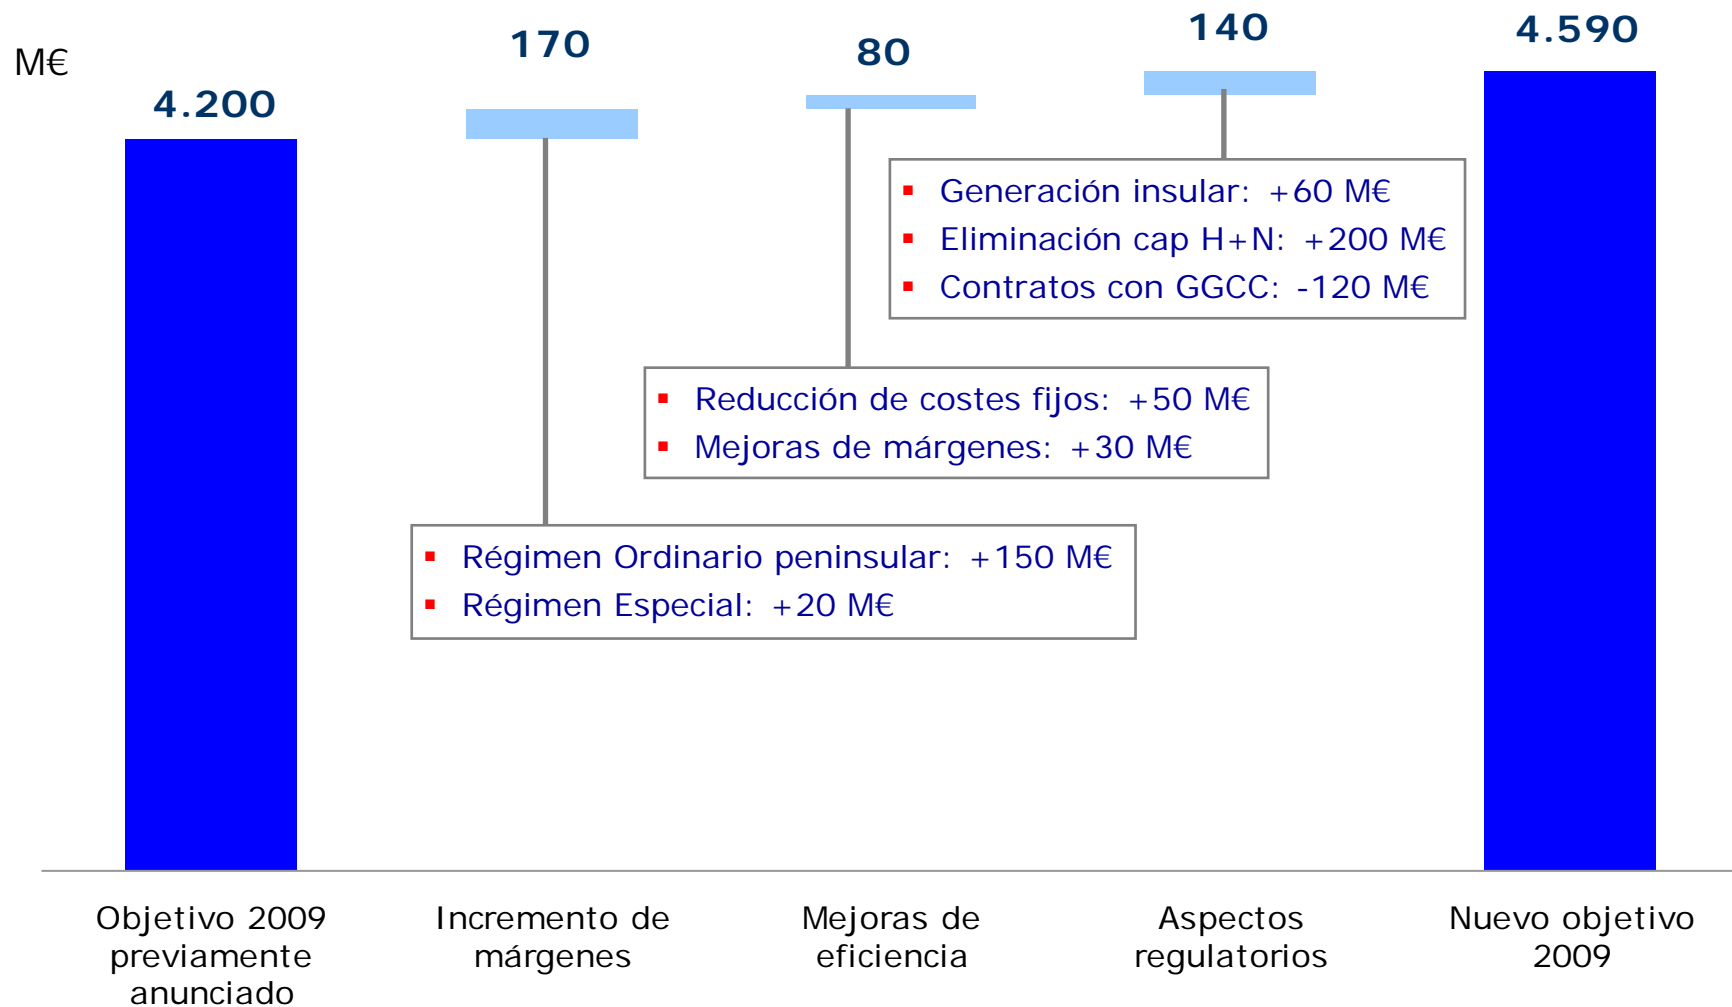 M€
4.200
170
80
140
4.590
Generación insular: +60 M€
Eliminación cap H+N: +200 M€
Contratos con GGCC: -120 M€
Reducción de costes fijos: +50 M€
Mejoras de márgenes: +30 M€
Régimen Ordinario peninsular: +150 M€
Régimen Especial: +20 M€
Objetivo 2009
previamente
anunciado
Incremento de
márgenes
Mejoras de
eficiencia
Aspectos
regulatorios
Nuevo objetivo
2009